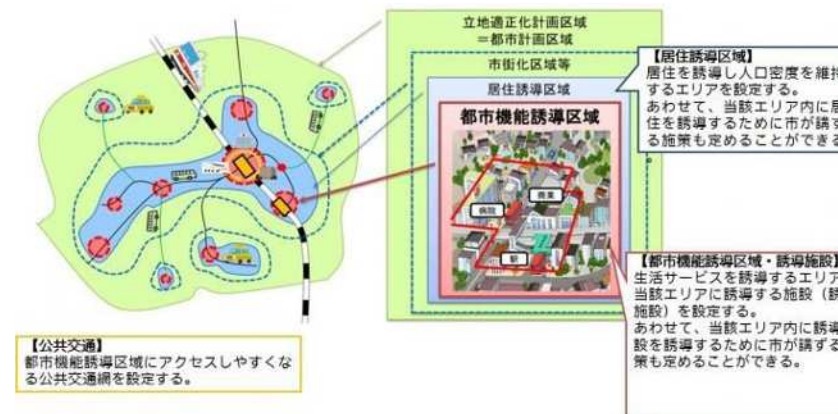 立地適正化計画区域
＝都市計画区域
市街化区域等
居住誘導区域
都市機能誘導区域
病院
商業
駅
【居住誘導区域】
居住を誘導し人口密度を維持
するエリアを設定する。
あわせて、当該エリア内に居
住を誘導するために市が講ず
る施策も定めることができる
【都市機能誘導区域・誘導施設】
生活サービスを誘導するエリア
当該エリアに誘導する施設（誘
施設）を設定する。
あわせて、当該エリア内に誘導
設を誘導するために市が講ずる
策も定めることができる。
【公共交通】
都市機能誘導区域にアクセスしやすくな
る公共交通網を設定する。